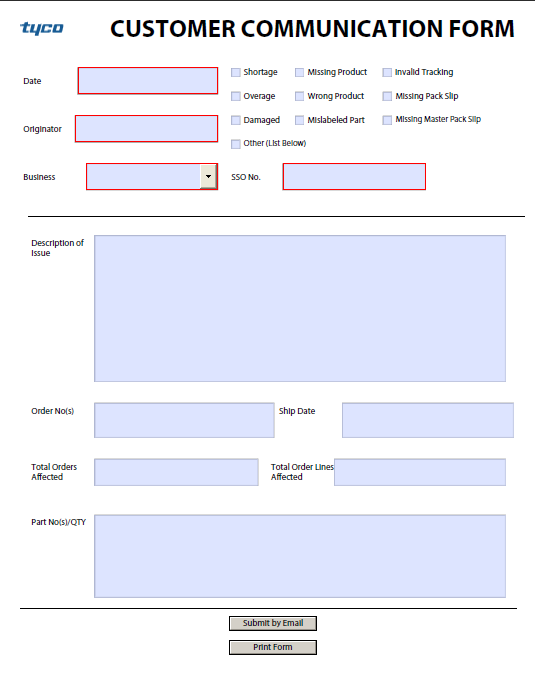 tyco
CUSTOMER COMMUNICATION FORM
Date
Shortage
Missing Product
Invalid Tracking
Overage
Wrong Product
Missing Pack Slip
Originator
Damaged
Mislabeled Part
Missing Master Pack Slip
Other (List Below)
Business
SSO No.
Description of
Issue
Order No(s)
Ship Date
Total Orders
Affected
Total Order Lines
Affected
Part No(s)/QTY
Submit by Email
Print Form